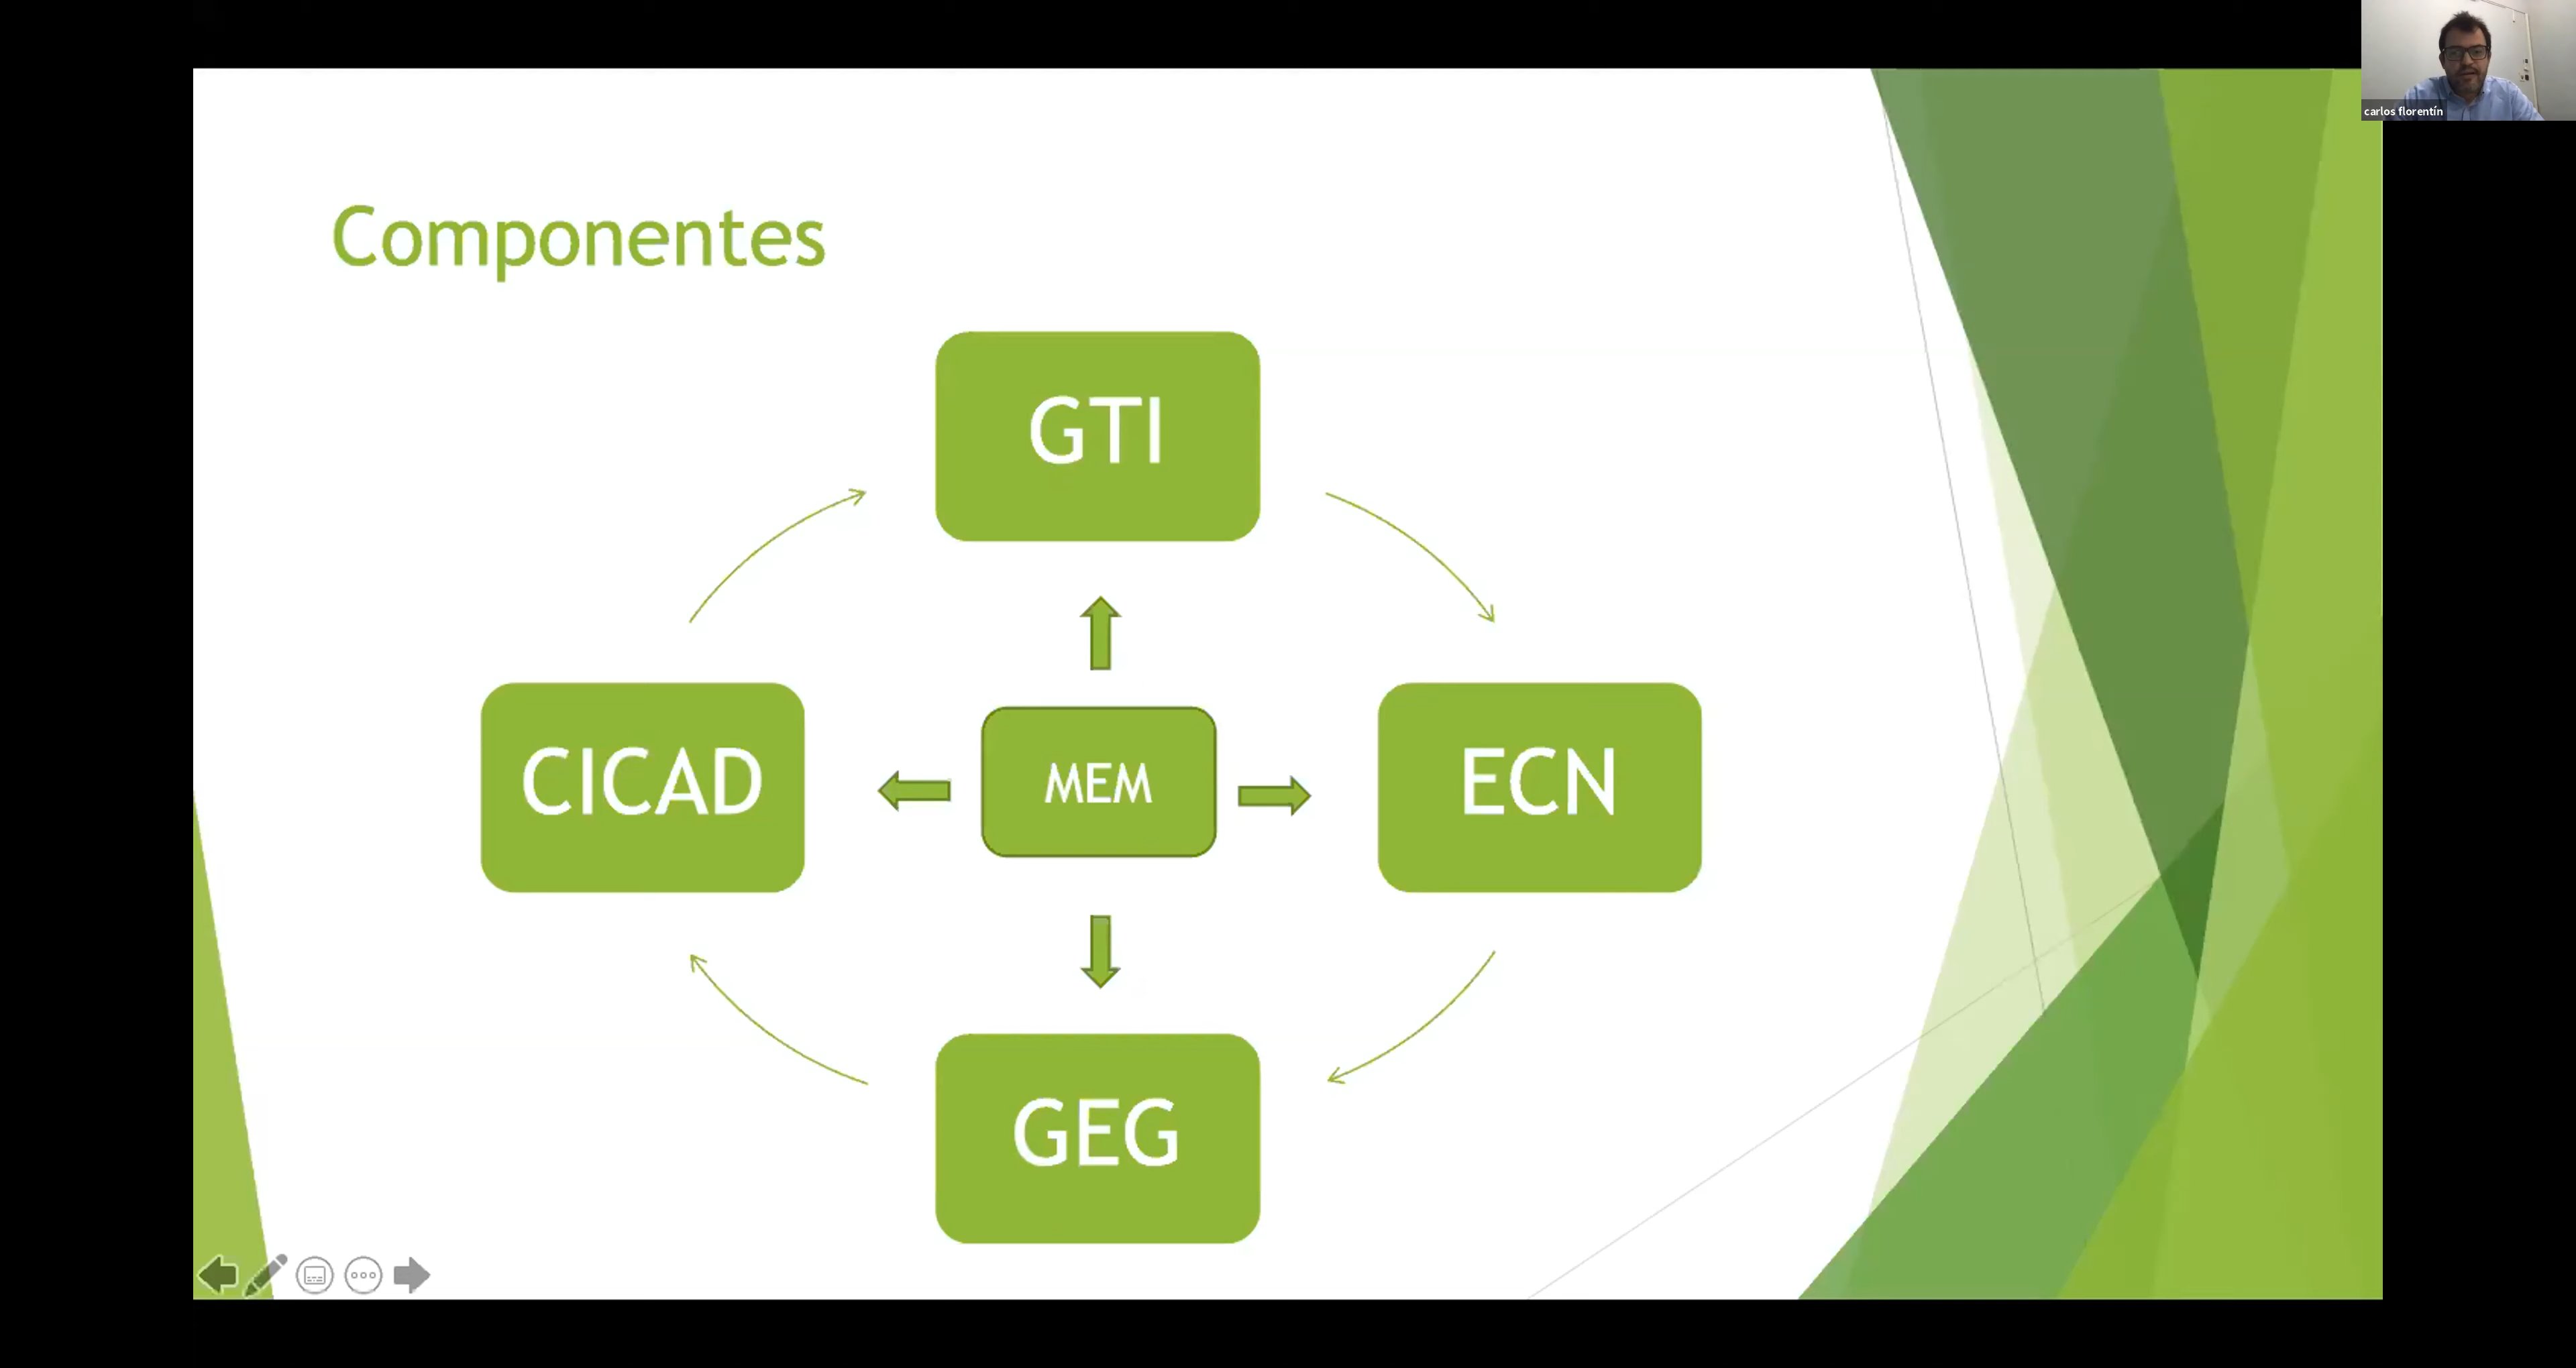 carlos florentín
Componentes
GTI
CICAD
MEM
ECN
GEG